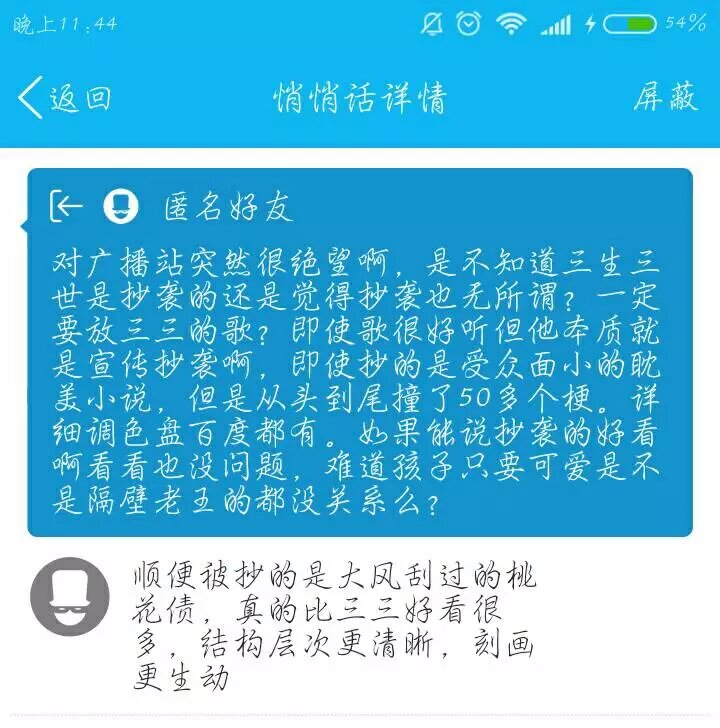 晚上11:44
54%
返回
悄悄话详情
屏蔽
匿名好友
对广播站突然很绝望啊，是不知道三生三
世是抄袭的还是觉得抄袭也无所谓？一定
要放三三的歌？即使歌很好听但他本质就
是宣传抄袭啊，即使抄的是受众面小的耽
美小说，但是从头到尾撞了50多个梗。详
细调色盘百度都有。如果能说抄袭的好看
啊看看也没问题，难道孩子只要可爱是不
是隔壁老王的都没关系么？
顺便被抄的是大风刮过的桃
花债，真的比三三好看很
多，结构层次更清晰，刻画
更生动